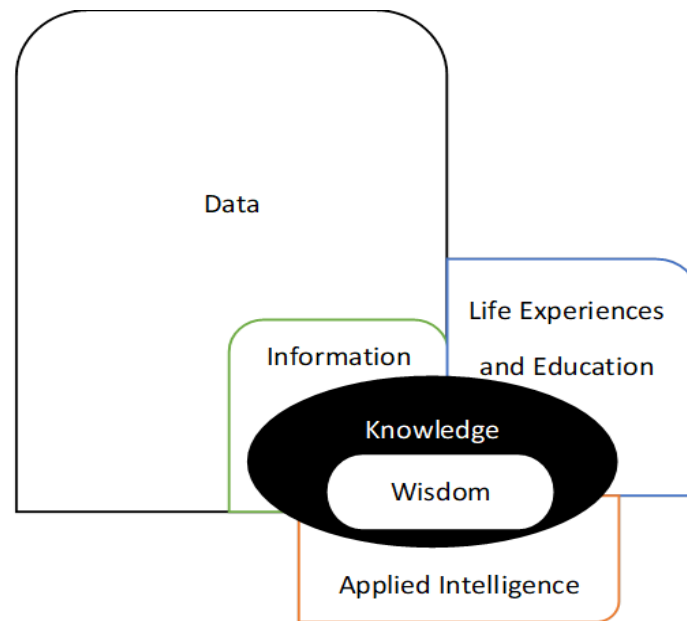 Data
Life Experiences
and Education
Information
Knowledge
Wisdom
Applied Intelligence